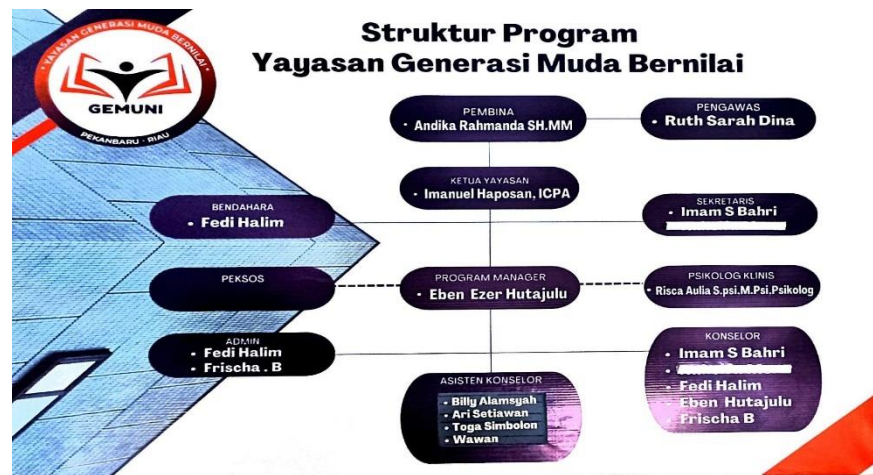 YAYASAN GENERASI MUDA BERNILAI
GEMUNI
PEKANBARU - RIAU
Struktur Program
Yayasan Generasi Muda Bernilai
PEMBINA
• Andika Rahmanda SH.MM
PENGAWAS
• Ruth Sarah Dina
KETUA YAYASAN
• Imanuel Haposan, ICPA
BENDAHARA
• Fedi Halim
SEKRETARIS
• Imam S Bahri
PEKSOS
PROGRAM MANAGER
• Eben Ezer Hutajulu
PSIKOLOG KLINIS
• Risca Aulia S.psi,M.Psi,Psikolog
ADMIN
• Fedi Halim
• Frischa . B
ASISTEN KONSELOR
• Billy Alamsyah
• Ari Setiawan
• Toga Simbolon
• Wawan
KONSELOR
• Imam S Bahri
• Fedi Halim
• Eben Hutajulu
• Frischa B